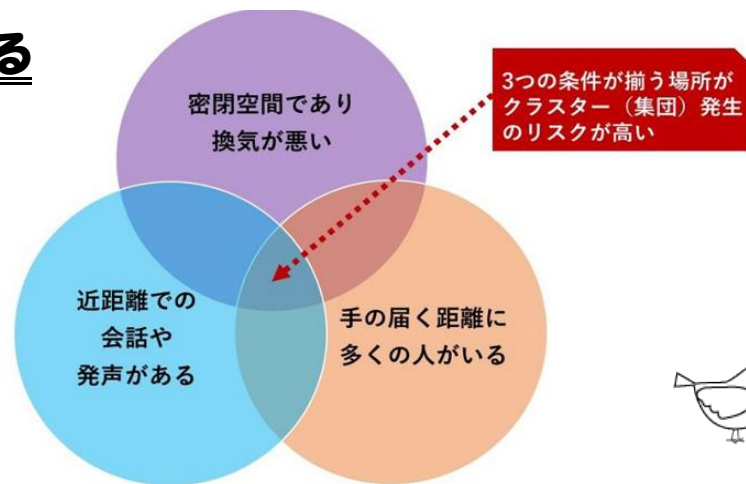 る
密閉空間であり
換気が悪い
3つの条件が揃う場所が
クラスター（集団）発生
のリスクが高い
近距離での
会話や
発声がある
手の届く距離に
多くの人がいる